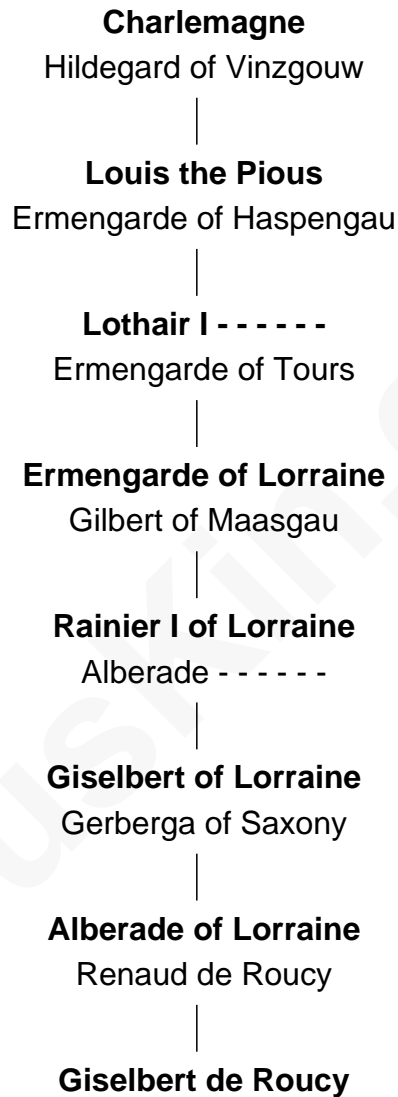 Charlemagne
Hildegard of Vinzgouw
Louis the Pious
Ermengarde of Haspengau
Lothair I - - - - - -
Ermengarde of Tours
Ermengarde of Lorraine
Gilbert of Maasgau
Rainier I of Lorraine
Alberade - - - - - -
Giselbert of Lorraine
Gerberga of Saxony
Alberade of Lorraine
Renaud de Roucy
Giselbert de Roucy